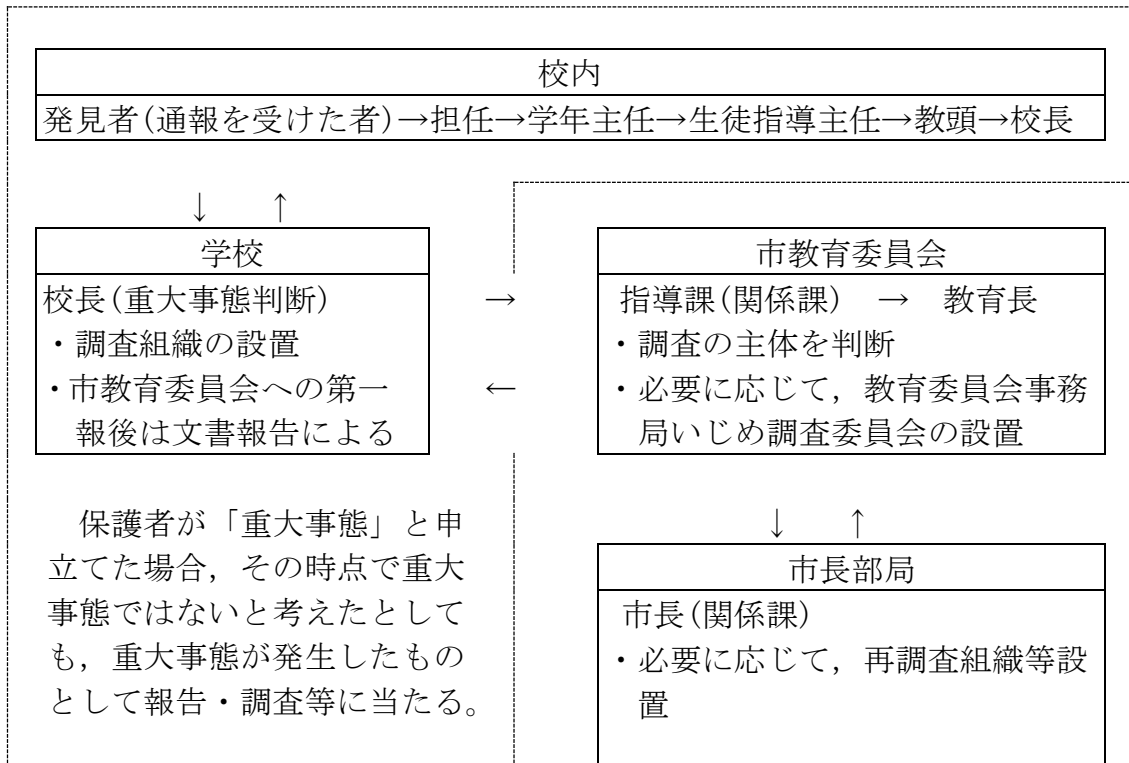 校内
発見者(通報を受けた者)→担任→学年主任→生徒指導主任→教頭→校長
↓ ↑
学校
校長(重大事態判断)
・調査組織の設置
・市教育委員会への第一
報後は文書報告による
→
←
市教育委員会
指導課(関係課) → 教育長
・調査の主体を判断
・必要に応じて，教育委員会事務
局いじめ調査委員会の設置
保護者が「重大事態」と申
立てた場合，その時点で重大
事態ではないと考えたとして
も，重大事態が発生したもの
として報告・調査等に当たる。
↓ ↑
市長部局
市長(関係課)
・必要に応じて，再調査組織等設
置